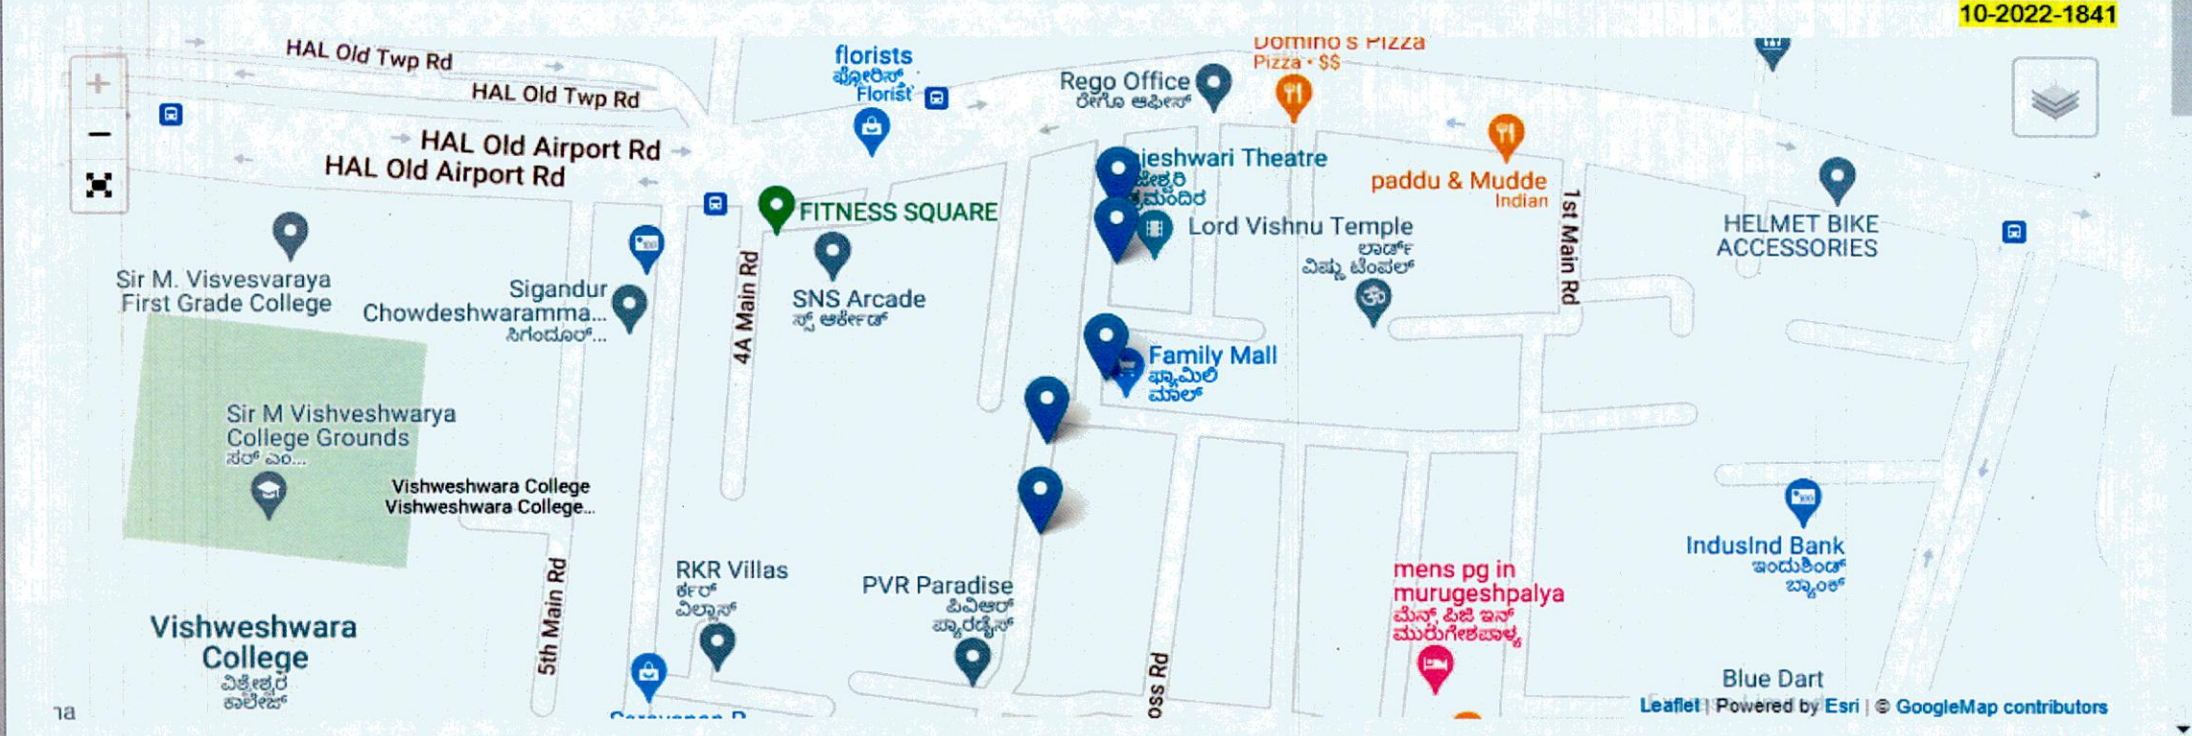 10-2022-1841
HAL Old Twp Rd
HAL Old Twp Rd
HAL Old Airport Rd
HAL Old Airport Rd
florists
ಫ್ಲೋರಿಸ್ಟ್
Florist
Rego Office
ರೇಗೊ ಆಫೀಸ್
Domino's Pizza
Pizza · $$
jeshwari Theatre
ಜೇಶ್ವರಿ
paddu & Mudde
Indian
1st Main Rd
HELMET BIKE
ACCESSORIES
FITNESS SQUARE
Lord Vishnu Temple
ಲಾರ್ಡ್
ವಿಷ್ಣು ಟೆಂಪಲ್
Sir M. Visvesvaraya
First Grade College
Sigandur
Chowdeshwaramma...
ಸಿಗಂದೂರ್...
4A Main Rd
SNS Arcade
ಸ್ನ್ಸ್ ಆರ್ಕೇಡ್
Family Mall
ಫ್ಯಾಮಿಲಿ
ಮಾಲ್
Sir M Vishveshwarya
College Grounds
ಸರ್ ಎಂ...
Vishweshwara College
Vishweshwara College...
5th Main Rd
RKR Villas
ರ್ಕರ್
ವಿಲ್ಲಾಸ್
PVR Paradise
ಪಿವಿಆರ್
ಪ್ಯಾರಡೈಸ್
mens pg in
murugeshpalya
ಮೆನ್ಸ್ ಪಿಜಿ ಇನ್
ಮುರುಗೇಶಪಾಳ್ಯ
IndusInd Bank
ಇಂದುಶಿಂಡ್
ಬ್ಯಾಂಕ್
Vishweshwara
College
ವಿಶ್ವೇಶ್ವರ
ಕಾಲೇಜ್
oss Rd
Blue Dart
Leaflet | Powered by Esri | © GoogleMap contributors